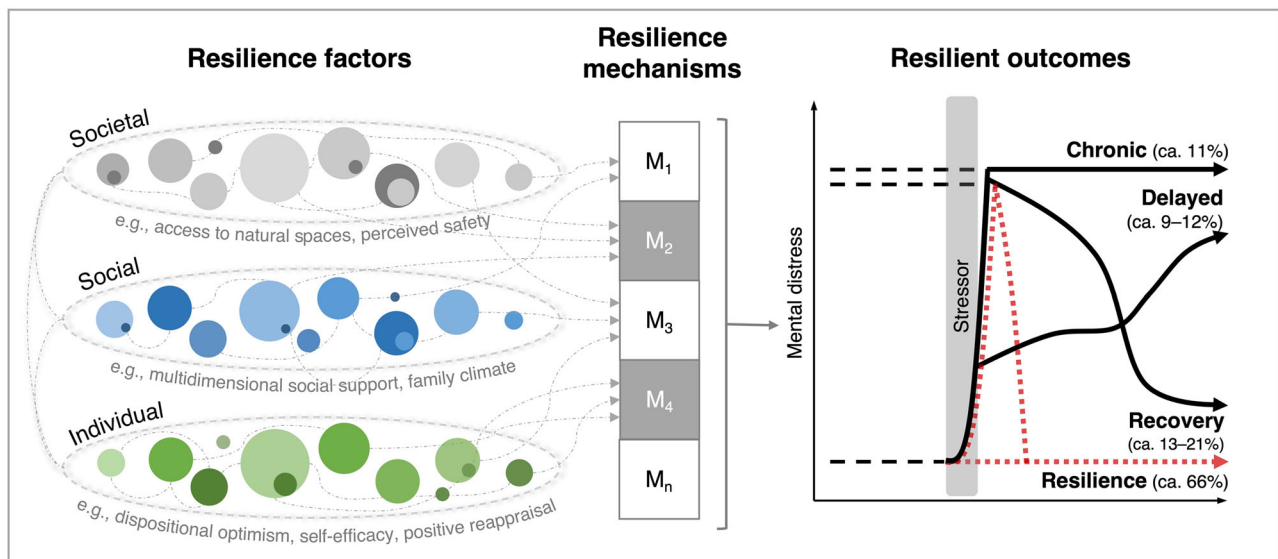 Resilience factors
Resilience
mechanisms
Resilient outcomes
Societal
e.g., access to natural spaces, perceived safety
Social
e.g., multidimensional social support, family climate
Individual
e.g., dispositional optimism, self-efficacy, positive reappraisal
M1
M2
M3
M4
Mn
Mental distress
Stressor
Chronic (ca. 11%)
Delayed
(ca. 9–12%)
Recovery
(ca. 13–21%)
Resilience (ca. 66%)